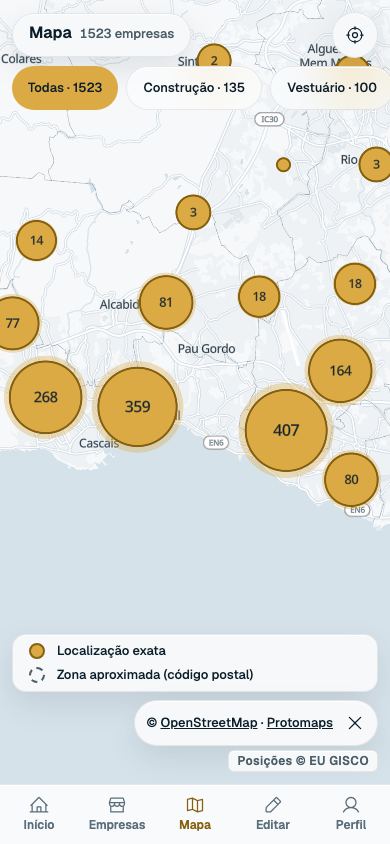 Mapa 1523 empresas
Colares
2
Mem M
Todas · 1523
Construção · 135
Vestuário · 100
IC30
Rio
3
3
14
18
18
Alcabid
81
77
Pau Gordo
164
268
359
407
Cascais
EN6
80
EN6
Localização exata
Zona aproximada (código postal)
© OpenStreetMap · Protomaps
Posições © EU GISCO
Início
Empresas
Mapa
Editar
Perfil